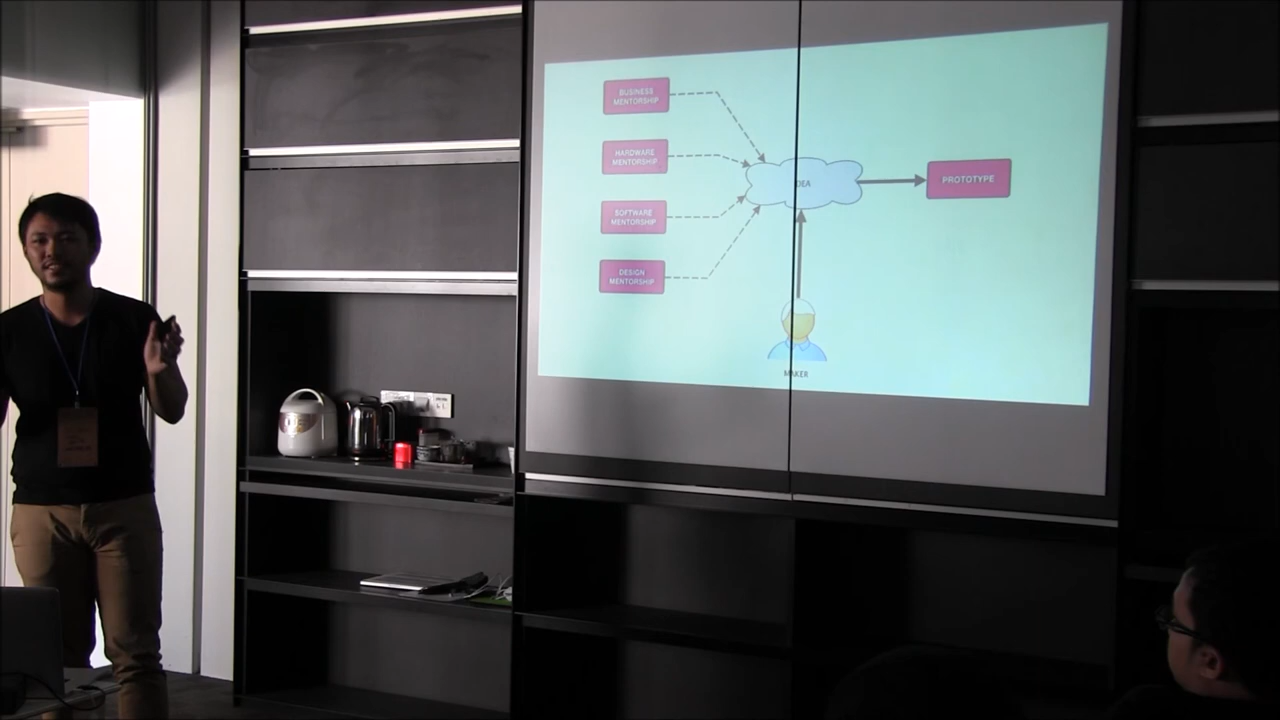 BUSINESS
MENTORSHIP
HARDWARE
MENTORSHIP
SOFTWARE
MENTORSHIP
DESIGN
MENTORSHIP
IDEA
PROTOTYPE
MAKER